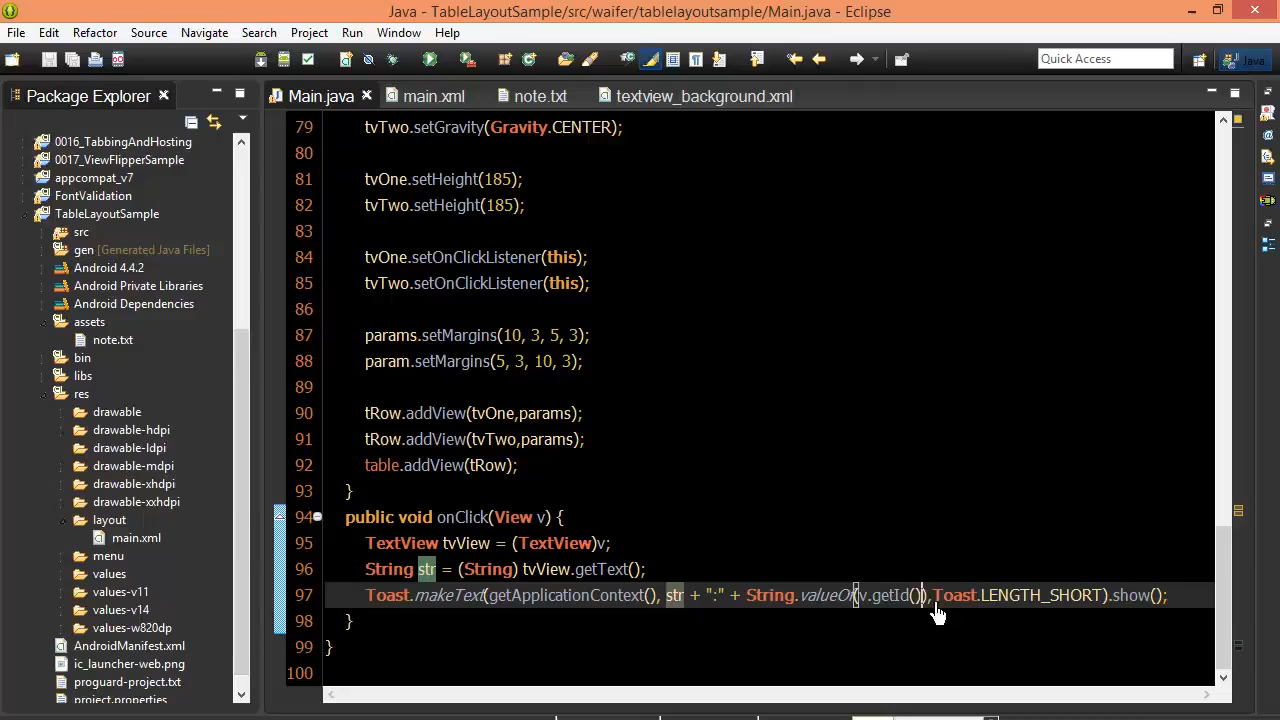 Java - TableLayoutSample/src/waifer/tablelayoutsample/Main.java - Eclipse
File Edit Refactor Source Navigate Search Project Run Window Help
Quick Access
Java
Package Explorer
Main.java main.xml note.txt textview_background.xml
0016_TabbingAndHosting
0017_ViewFlipperSample
appcompat_v7
FontValidation
TableLayoutSample
src
gen [Generated Java Files]
Android 4.4.2
Android Private Libraries
Android Dependencies
assets
note.txt
bin
libs
res
drawable
drawable-hdpi
drawable-ldpi
drawable-mdpi
drawable-xhdpi
drawable-xxhdpi
layout
main.xml
menu
values
values-v11
values-v14
values-w820dp
AndroidManifest.xml
ic_launcher-web.png
proguard-project.txt
project.properties
79 tvTwo.setGravity(Gravity.CENTER);
80
81 tvOne.setHeight(185);
82 tvTwo.setHeight(185);
83
84 tvOne.setOnClickListener(this);
85 tvTwo.setOnClickListener(this);
86
87 params.setMargins(10, 3, 5, 3);
88 param.setMargins(5, 3, 10, 3);
89
90 tRow.addView(tvOne,params);
91 tRow.addView(tvTwo,params);
92 table.addView(tRow);
93 }
94 public void onClick(View v) {
95 TextView tvView = (TextView)v;
96 String str = (String) tvView.getText();
97 Toast.makeText(getApplicationContext(), str + ":" + String.valueOf(v.getId()),Toast.LENGTH_SHORT).show();
98 }
99 }
100